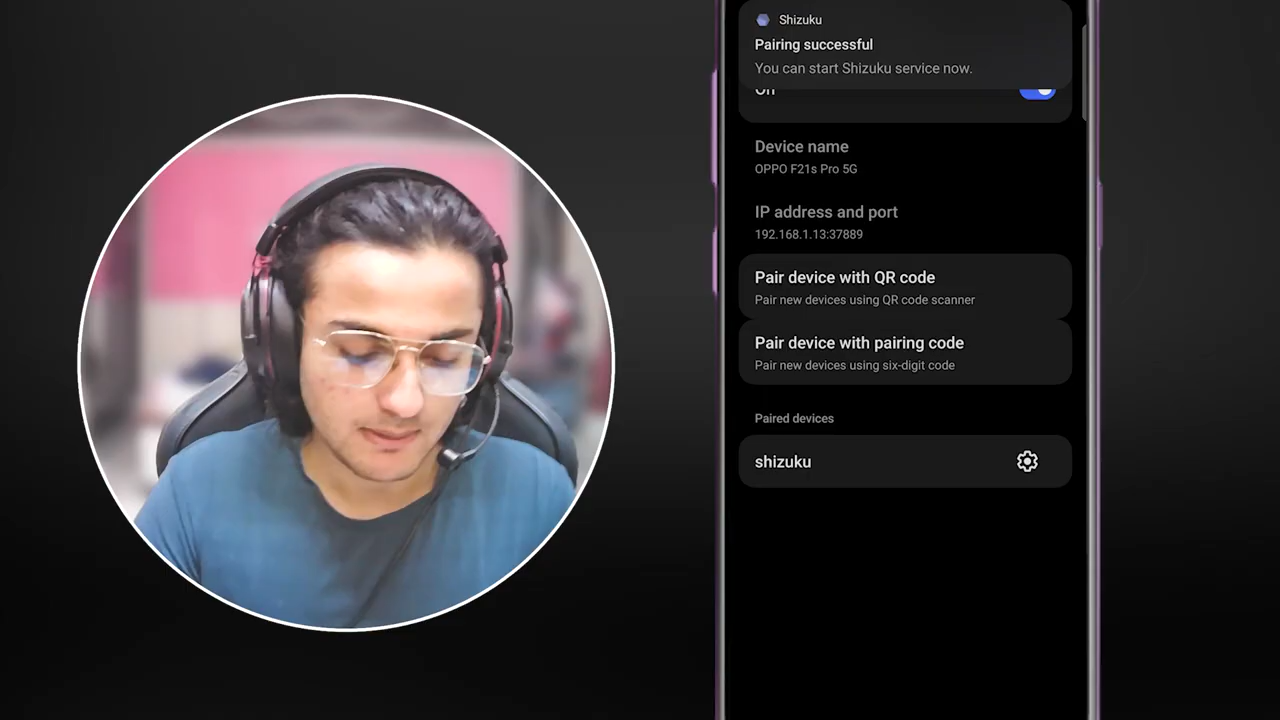 Shizuku
Pairing successful
You can start Shizuku service now.
On
Device name
OPPO F21s Pro 5G
IP address and port
192.168.1.13:37889
Pair device with QR code
Pair new devices using QR code scanner
Pair device with pairing code
Pair new devices using six-digit code
Paired devices
shizuku